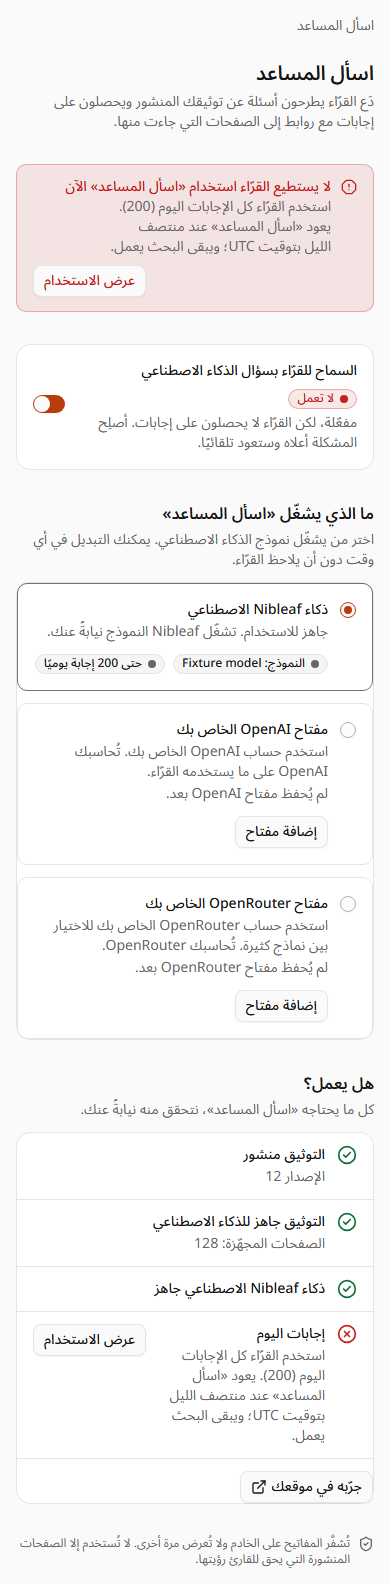 اسأل المساعد
اسأل المساعد
دَع القرّاء يطرحون أسئلة عن توثيقك المنشور ويحصلون على
إجابات مع روابط إلى الصفحات التي جاءت منها.
لا يستطيع القرّاء استخدام «اسأل المساعد» الآن
استخدم القرّاء كل الإجابات اليوم (200).
يعود «اسأل المساعد» عند منتصف
الليل بتوقيت UTC؛ ويبقى البحث يعمل.
عرض الاستخدام
السماح للقرّاء بسؤال الذكاء الاصطناعي
لا تعمل
مفعّلة، لكن القرّاء لا يحصلون على إجابات. أصلِح
المشكلة أعلاه وستعود تلقائيًا.
ما الذي يشغّل «اسأل المساعد»
اختر من يشغّل نموذج الذكاء الاصطناعي. يمكنك التبديل في أي
وقت دون أن يلاحظ القرّاء.
ذكاء Nibleaf الاصطناعي
جاهز للاستخدام. تشغّل Nibleaf النموذج نيابةً عنك.
النموذج: Fixture model
حتى 200 إجابة يوميًا
مفتاح OpenAI الخاص بك
استخدم حساب OpenAI الخاص بك. تُحاسبك
OpenAI على ما يستخدمه القرّاء.
لم يُحفظ مفتاح OpenAI بعد.
إضافة مفتاح
مفتاح OpenRouter الخاص بك
استخدم حساب OpenRouter الخاص بك للاختيار
بين نماذج كثيرة. تُحاسبك OpenRouter.
لم يُحفظ مفتاح OpenRouter بعد.
إضافة مفتاح
هل يعمل؟
كل ما يحتاجه «اسأل المساعد»، نتحقق منه نيابةً عنك.
التوثيق منشور
الإصدار 12
التوثيق جاهز للذكاء الاصطناعي
الصفحات المجهّزة: 128
ذكاء Nibleaf الاصطناعي جاهز
إجابات اليوم
عرض الاستخدام
استخدم القرّاء كل الإجابات
اليوم (200). يعود «اسأل
المساعد» عند منتصف الليل
بتوقيت UTC؛ ويبقى البحث
يعمل.
جرّبه في موقعك
تُشفَّر المفاتيح على الخادم ولا تُعرض مرة أخرى. لا تُستخدم إلا الصفحات
المنشورة التي يحق للقارئ رؤيتها.